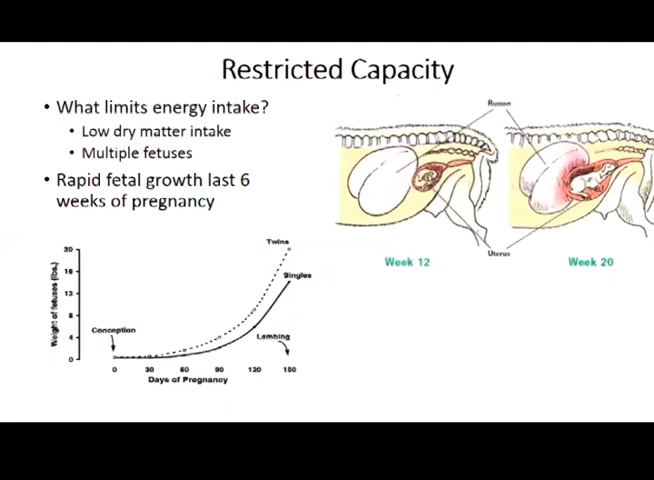 Restricted Capacity
• What limits energy intake?
• Low dry matter intake
• Multiple fetuses
• Rapid fetal growth last 6
weeks of pregnancy
Rumen
Uterus
Week 12
Week 20
Twins
Singles
Conception
Lambing
Weight of fetuses (lbs.)
20
16
12
8
4
0
0 30 60 90 120 150
Days of Pregnancy